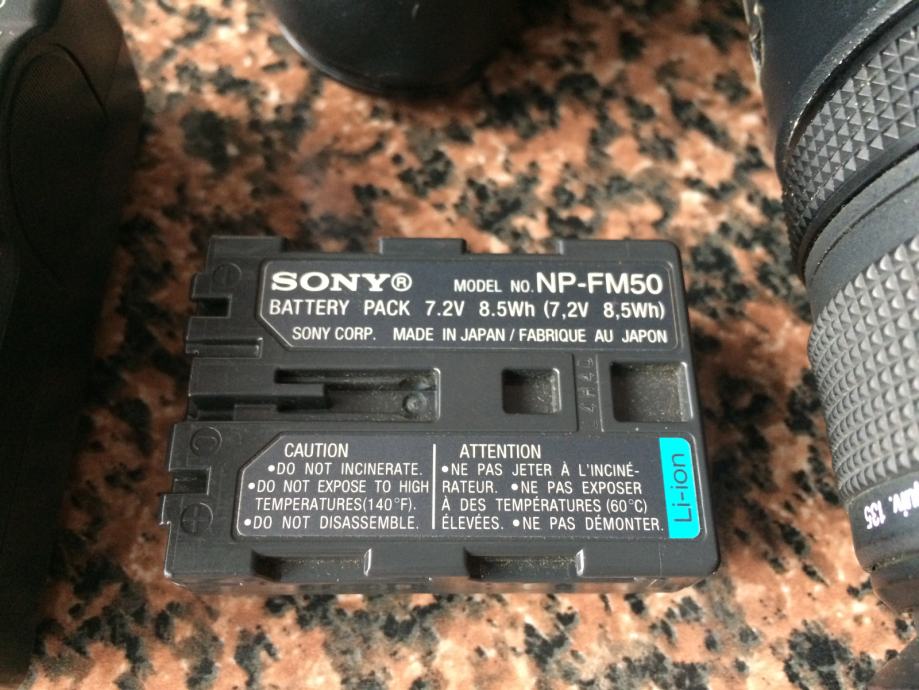 SONY®
MODEL NO. NP-FM50
BATTERY PACK 7.2V 8.5Wh (7,2V 8,5Wh)
SONY CORP. MADE IN JAPAN / FABRIQUE AU JAPON
CAUTION
•DO NOT INCINERATE.
•DO NOT EXPOSE TO HIGH
TEMPERATURES(140°F).
•DO NOT DISASSEMBLE.
ATTENTION
•NE PAS JETER À L'INCINÉ-
RATEUR. •NE PAS EXPOSER
À DES TEMPÉRATURES (60°C)
ÉLEVÉES. •NE PAS DÉMONTER.
Li-ion
135